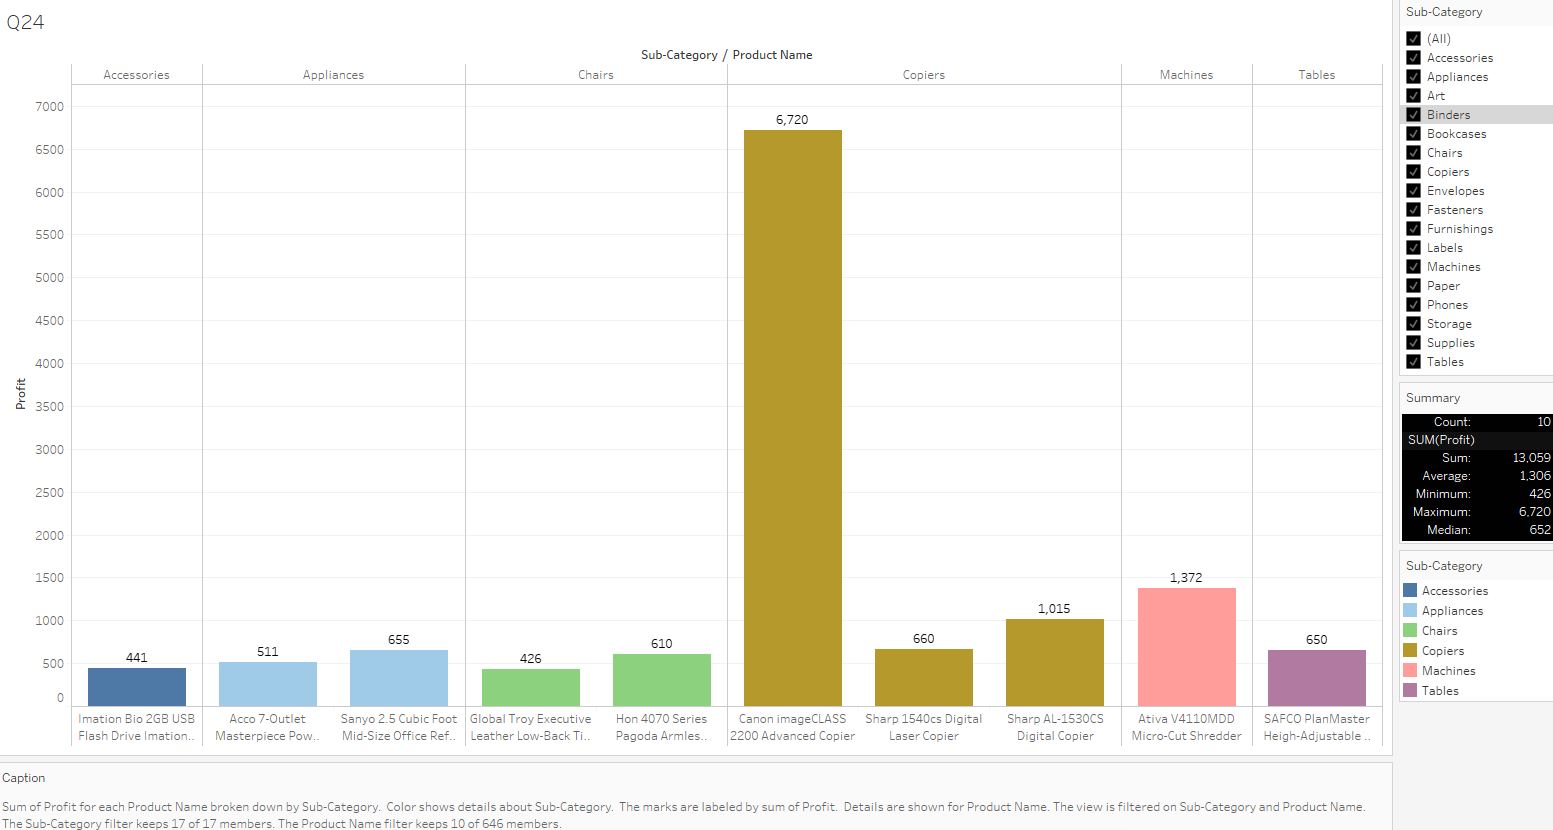 Q24
Sub-Category / Product Name
Accessories
Appliances
Chairs
Copiers
Machines
Tables
Profit
7000
6500
6000
5500
5000
4500
4000
3500
3000
2500
2000
1500
1000
500
0
441
511
655
426
610
6,720
660
1,015
1,372
650
Imation Bio 2GB USB
Flash Drive Imation..
Acco 7-Outlet
Masterpiece Pow..
Sanyo 2.5 Cubic Foot
Mid-Size Office Ref..
Global Troy Executive
Leather Low-Back Ti..
Hon 4070 Series
Pagoda Armles..
Canon imageCLASS
2200 Advanced Copier
Sharp 1540cs Digital
Laser Copier
Sharp AL-1530CS
Digital Copier
Ativa V4110MDD
Micro-Cut Shredder
SAFCO PlanMaster
Heigh-Adjustable ..
Sub-Category
(All)
Accessories
Appliances
Art
Binders
Bookcases
Chairs
Copiers
Envelopes
Fasteners
Furnishings
Labels
Machines
Paper
Phones
Storage
Supplies
Tables
Summary
Count: 10
SUM(Profit)
Sum: 13,059
Average: 1,306
Minimum: 426
Maximum: 6,720
Median: 652
Sub-Category
Accessories
Appliances
Chairs
Copiers
Machines
Tables
Caption
Sum of Profit for each Product Name broken down by Sub-Category. Color shows details about Sub-Category. The marks are labeled by sum of Profit. Details are shown for Product Name. The view is filtered on Sub-Category and Product Name.
The Sub-Category filter keeps 17 of 17 members. The Product Name filter keeps 10 of 646 members.